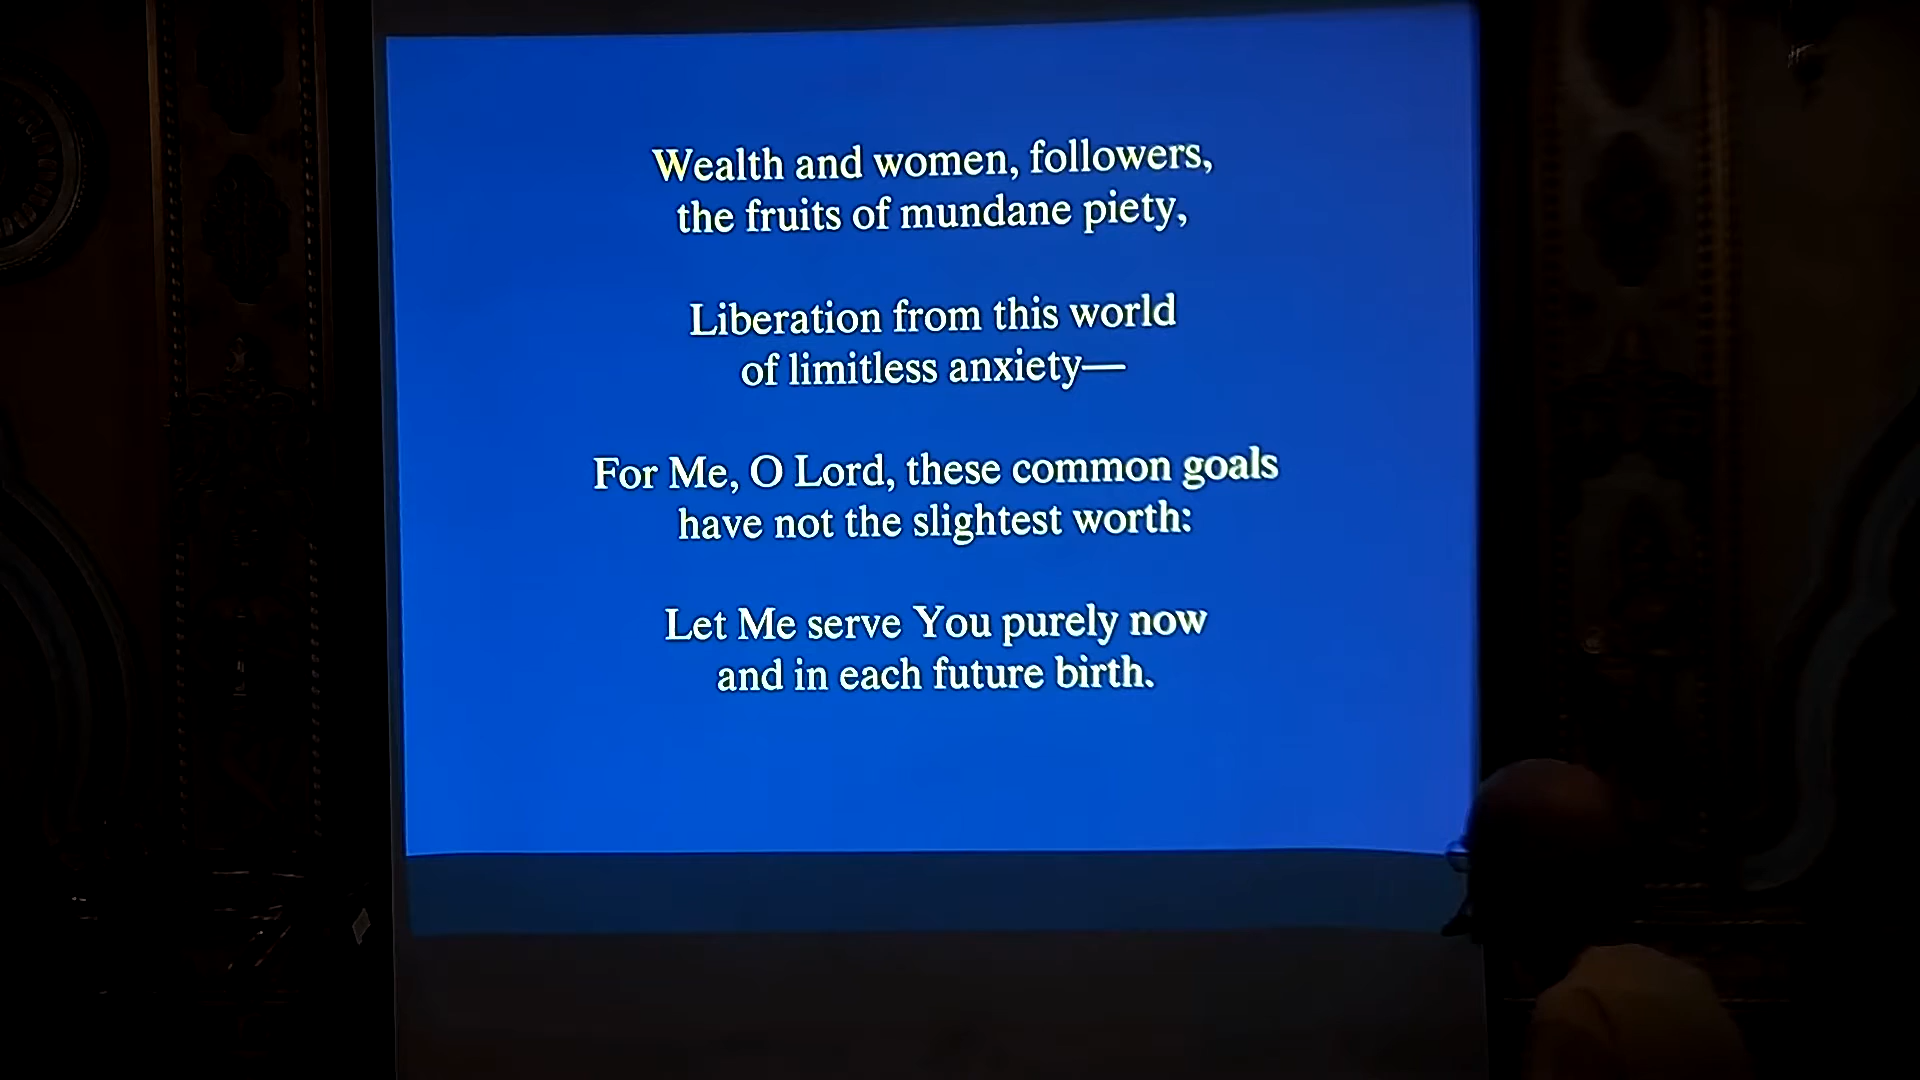 Wealth and women, followers,
the fruits of mundane piety,
Liberation from this world
of limitless anxiety—
For Me, O Lord, these common goals
have not the slightest worth:
Let Me serve You purely now
and in each future birth.